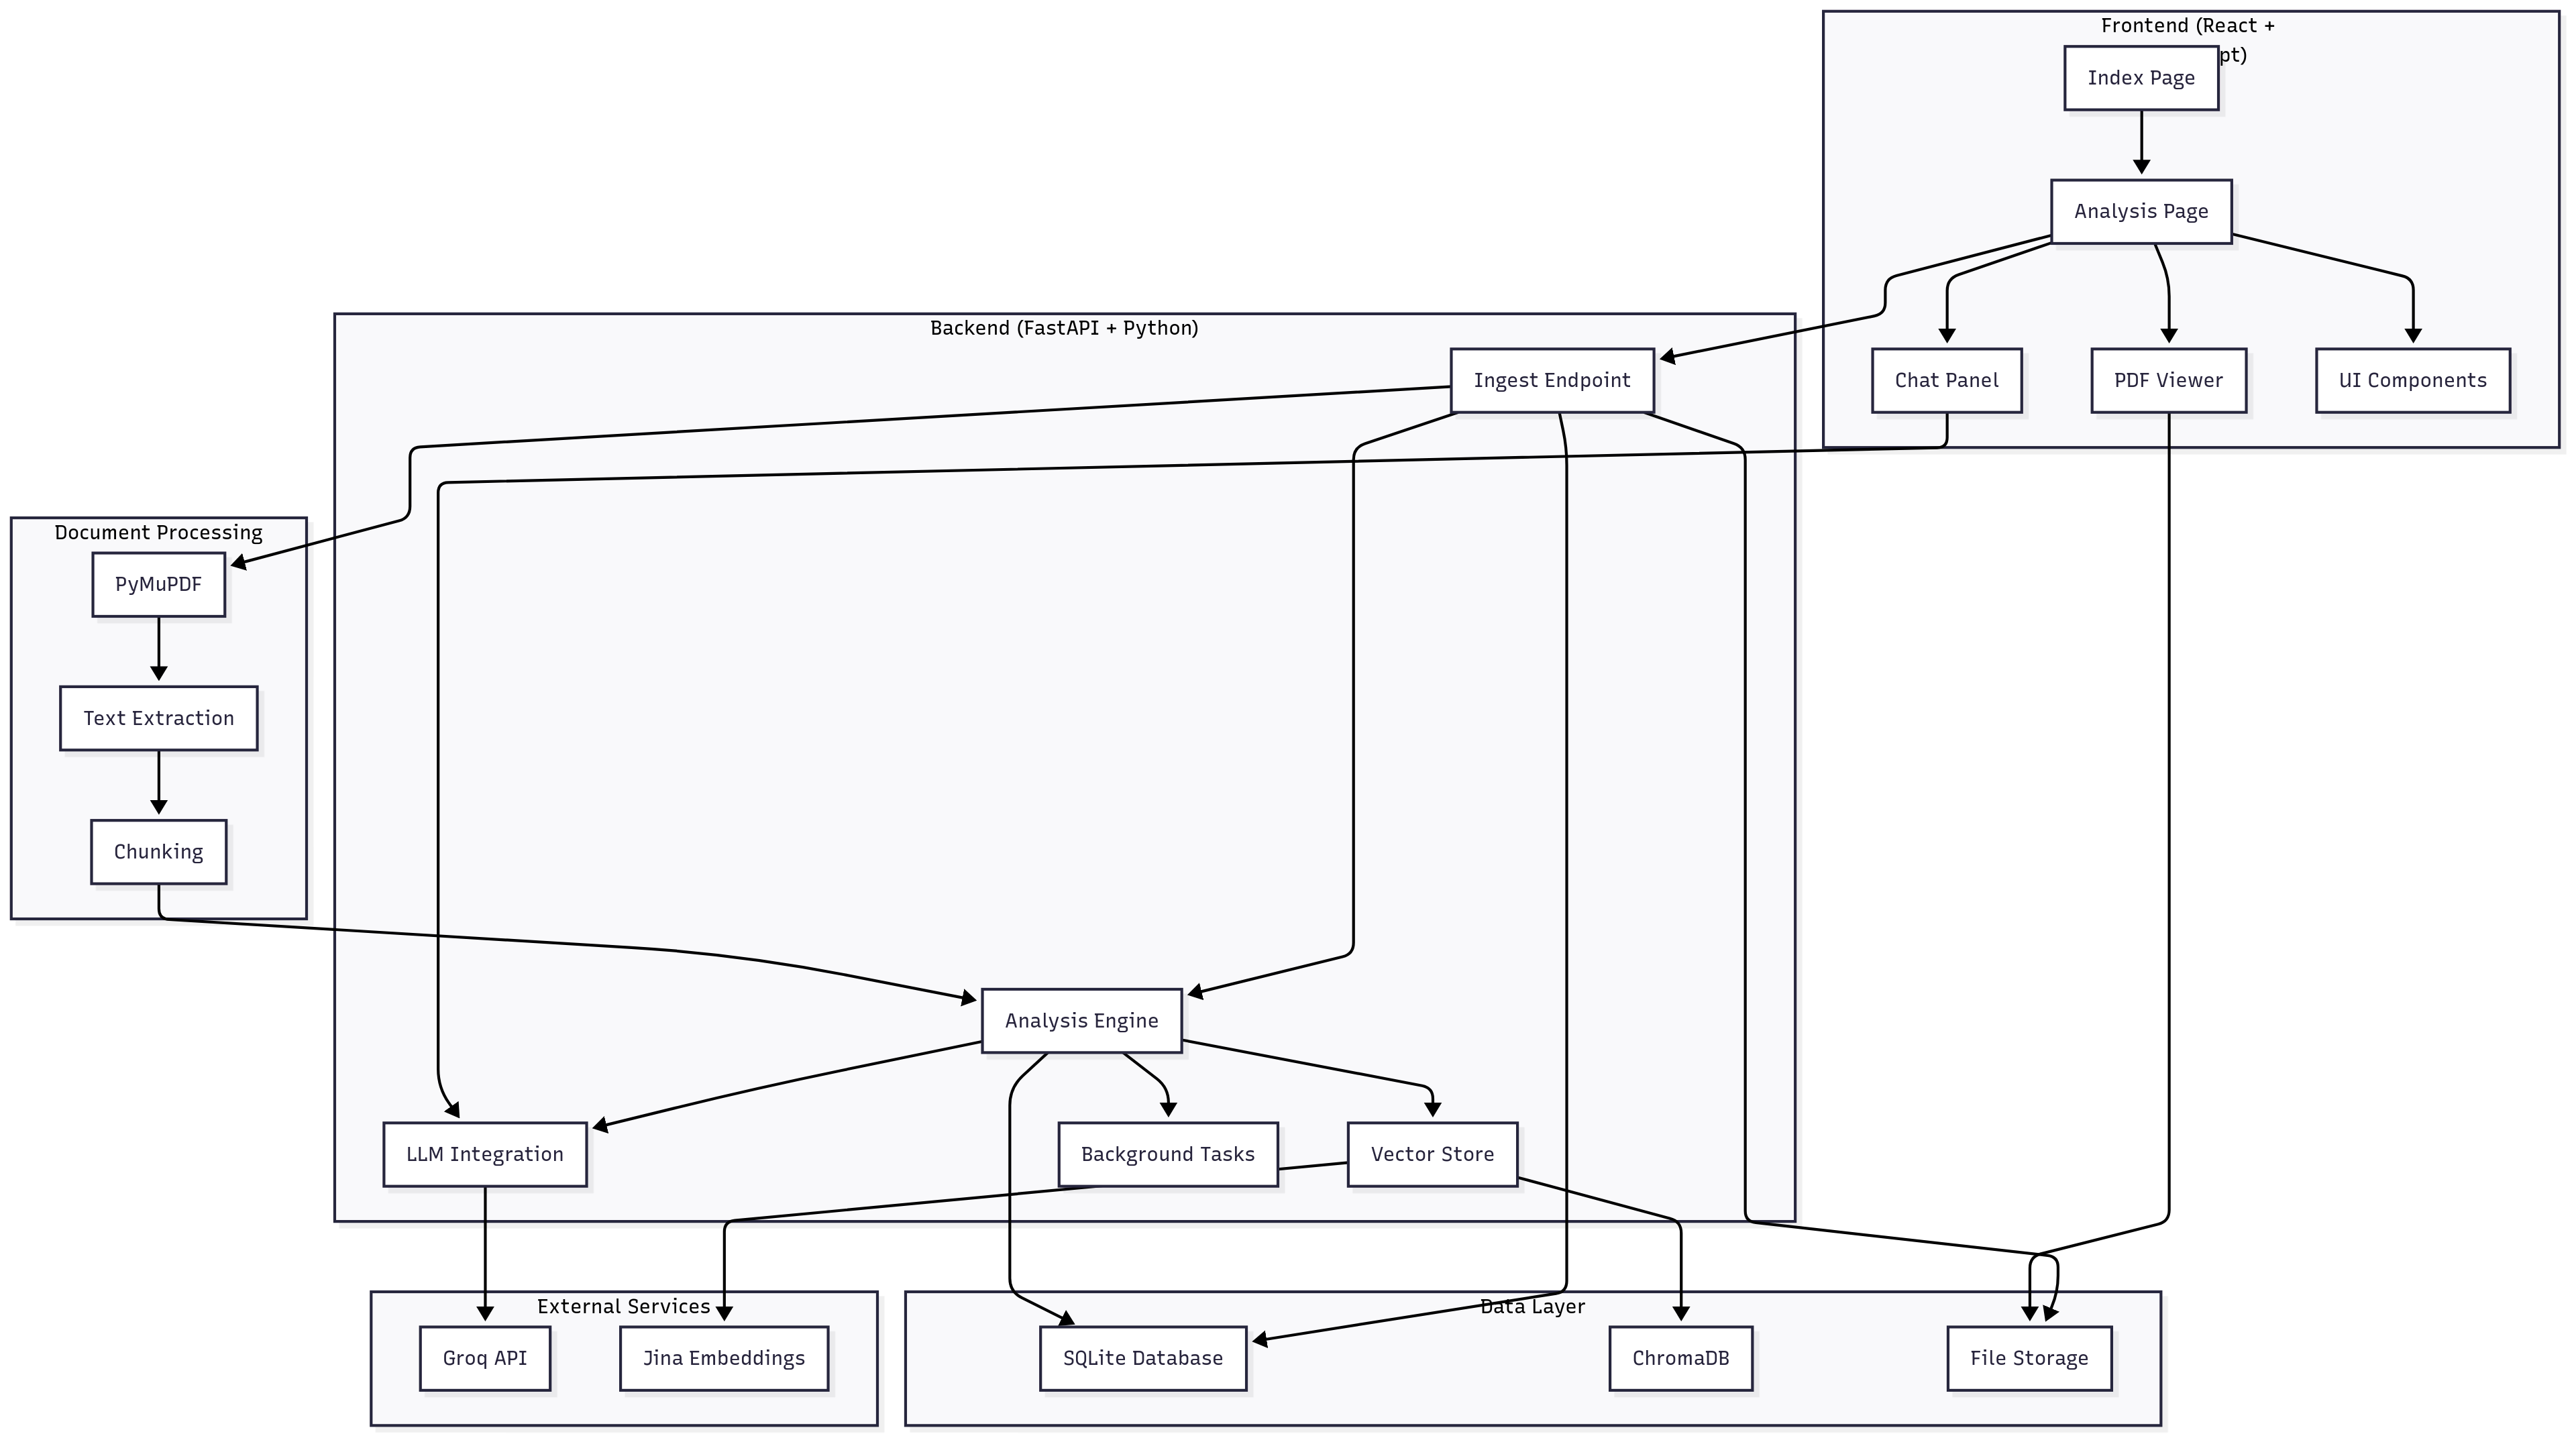 Frontend (React +
pt)
Index Page
Analysis Page
Chat Panel
PDF Viewer
UI Components
Backend (FastAPI + Python)
Ingest Endpoint
Document Processing
PyMuPDF
Text Extraction
Chunking
Analysis Engine
LLM Integration
Background Tasks
Vector Store
External Services
Groq API
Jina Embeddings
Data Layer
SQLite Database
ChromaDB
File Storage